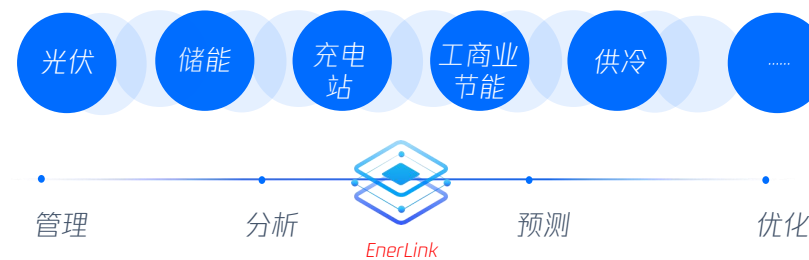 光伏
储能
充电
站
工商业
节能
供冷
......
管理
分析
预测
优化
EnerLink